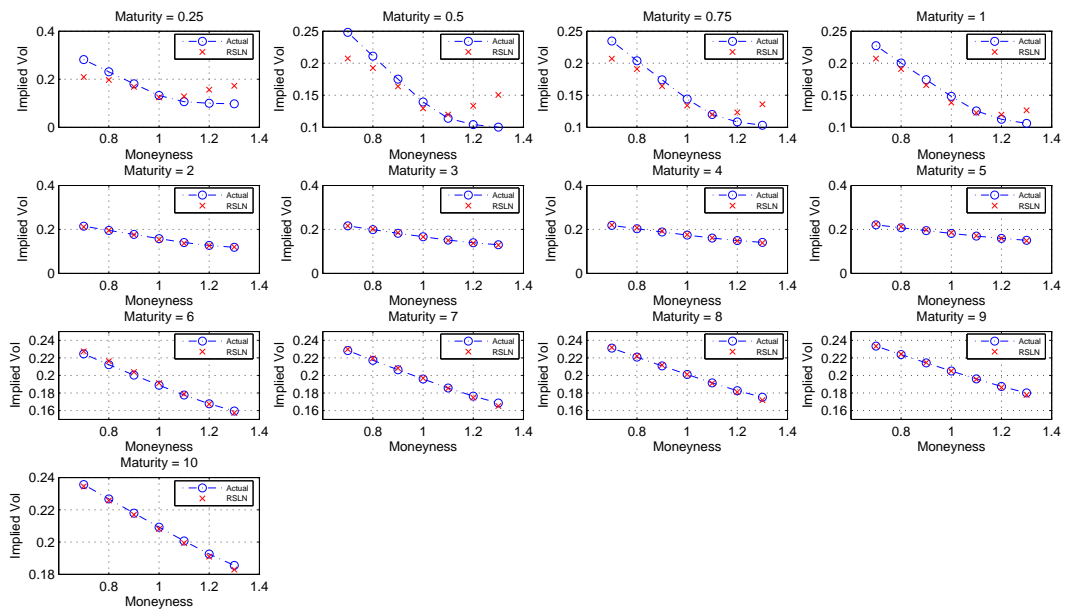 Maturity = 0.25
0.4
0.2
0
Implied Vol
0.8 1 1.2 1.4
Moneyness
Actual
RSLN
Maturity = 0.5
0.25
0.2
0.15
0.1
Implied Vol
0.8 1 1.2 1.4
Moneyness
Actual
RSLN
Maturity = 0.75
0.25
0.2
0.15
0.1
Implied Vol
0.8 1 1.2 1.4
Moneyness
Actual
RSLN
Maturity = 1
0.25
0.2
0.15
0.1
Implied Vol
0.8 1 1.2 1.4
Moneyness
Actual
RSLN
Maturity = 2
0.4
0.2
0
Implied Vol
0.8 1 1.2 1.4
Moneyness
Actual
RSLN
Maturity = 3
0.4
0.2
0
Implied Vol
0.8 1 1.2 1.4
Moneyness
Actual
RSLN
Maturity = 4
0.4
0.2
0
Implied Vol
0.8 1 1.2 1.4
Moneyness
Actual
RSLN
Maturity = 5
0.4
0.2
0
Implied Vol
0.8 1 1.2 1.4
Moneyness
Actual
RSLN
Maturity = 6
0.24
0.22
0.2
0.18
0.16
Implied Vol
0.8 1 1.2 1.4
Moneyness
Actual
RSLN
Maturity = 7
0.24
0.22
0.2
0.18
0.16
Implied Vol
0.8 1 1.2 1.4
Moneyness
Actual
RSLN
Maturity = 8
0.24
0.22
0.2
0.18
0.16
Implied Vol
0.8 1 1.2 1.4
Moneyness
Actual
RSLN
Maturity = 9
0.24
0.22
0.2
0.18
0.16
Implied Vol
0.8 1 1.2 1.4
Moneyness
Actual
RSLN
Maturity = 10
0.24
0.22
0.2
0.18
Implied Vol
0.8 1 1.2 1.4
Moneyness
Actual
RSLN